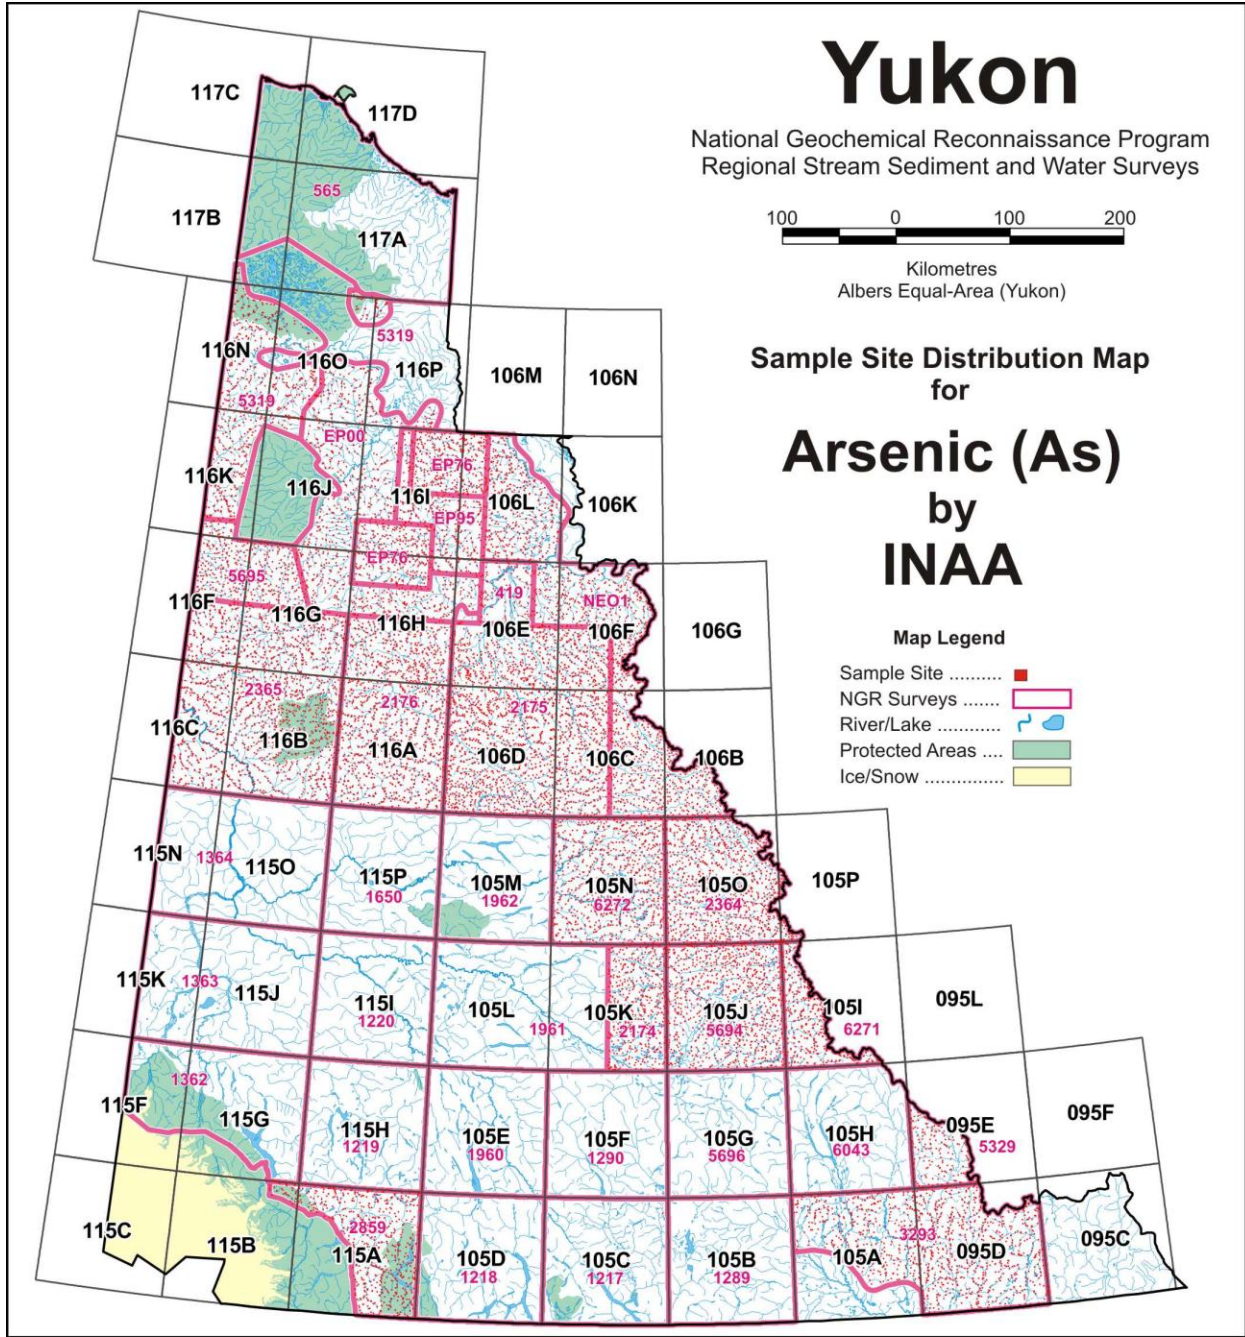 Yukon
National Geochemical Reconnaissance Program
Regional Stream Sediment and Water Surveys
100 0 100 200
Kilometres
Albers Equal-Area (Yukon)
Sample Site Distribution Map
for
Arsenic (As)
by
INAA
Map Legend
Sample Site ..........
NGR Surveys .......
River/Lake ............
Protected Areas ....
Ice/Snow ...............
117C
117D
565
117B
117A
5319
116N
116O
116P
106M
106N
5319
EP00
EP76
116K
116J
116I
106L
106K
EP95
EP76
5695
419
NEO1
116F
116G
116H
106E
106F
106G
2365
2176
2175
116C
116B
116A
106D
106C
106B
115N
1364
115O
115P
1650
105M
1962
105N
6272
105O
2364
105P
115K
1363
115J
115I
1220
105L
1961
105K
2174
105J
5694
105I
6271
095L
1362
115F
115G
115H
1219
105E
1960
105F
1290
105G
5696
105H
6043
095E
5329
095F
115C
115B
2859
115A
105D
1218
105C
1217
105B
1289
105A
3293
095D
095C